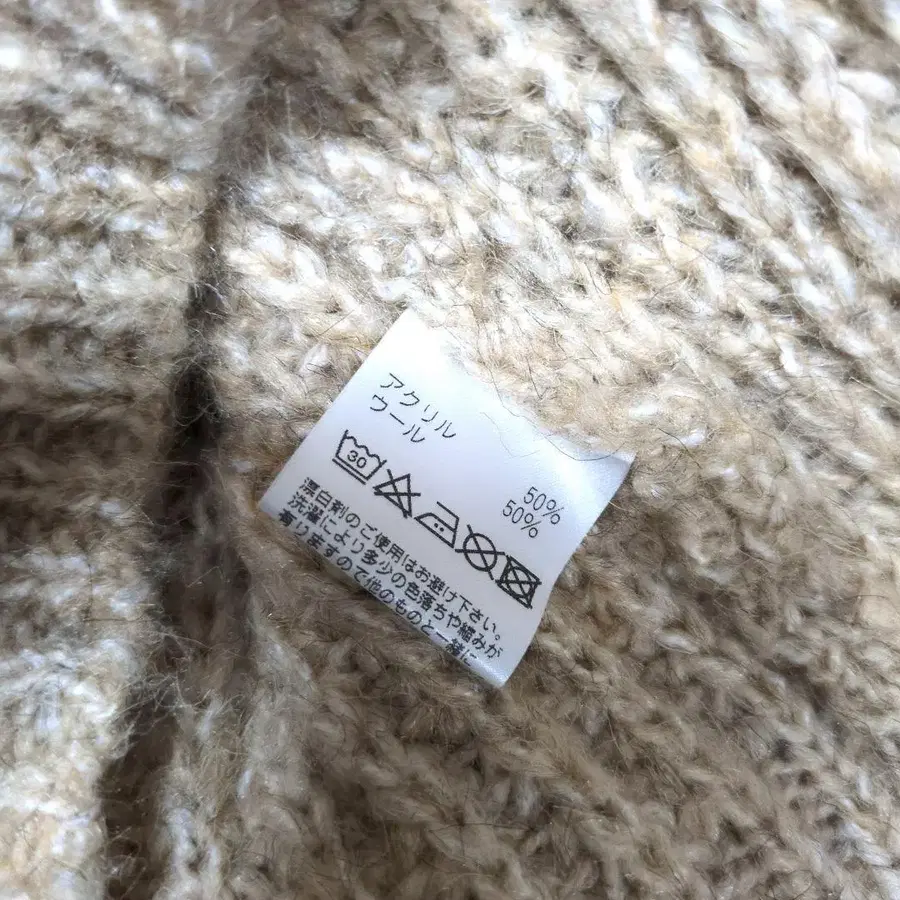 アクリル 50%
ウール 50%
30
漂白剤のご使用はお避け下さい。
洗濯により多少の色落ちや縮みが
有りますので他のものと一緒に